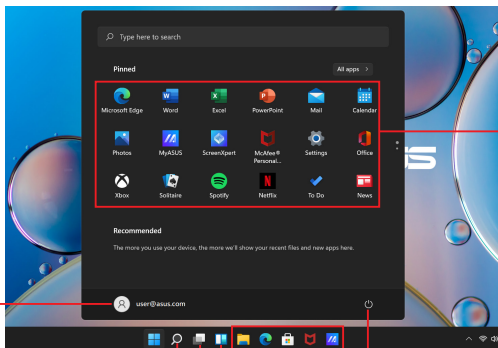 Type here to search
Pinned
All apps >
Microsoft Edge
Word
Excel
PowerPoint
Mail
Calendar
Photos
MyASUS
ScreenXpert
McAfee®
Personal...
Settings
Office
Xbox
Solitaire
Spotify
Netflix
To Do
News
Recommended
The more you use your device, the more we'll show your recent files and new apps here.
user@asus.com